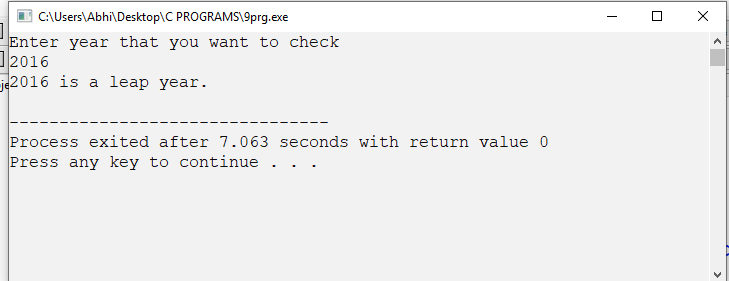 C:\Users\Abhi\Desktop\C PROGRAMS\9prg.exe
Enter year that you want to check
2016
2016 is a leap year.
--------------------------------
Process exited after 7.063 seconds with return value 0
Press any key to continue . . .